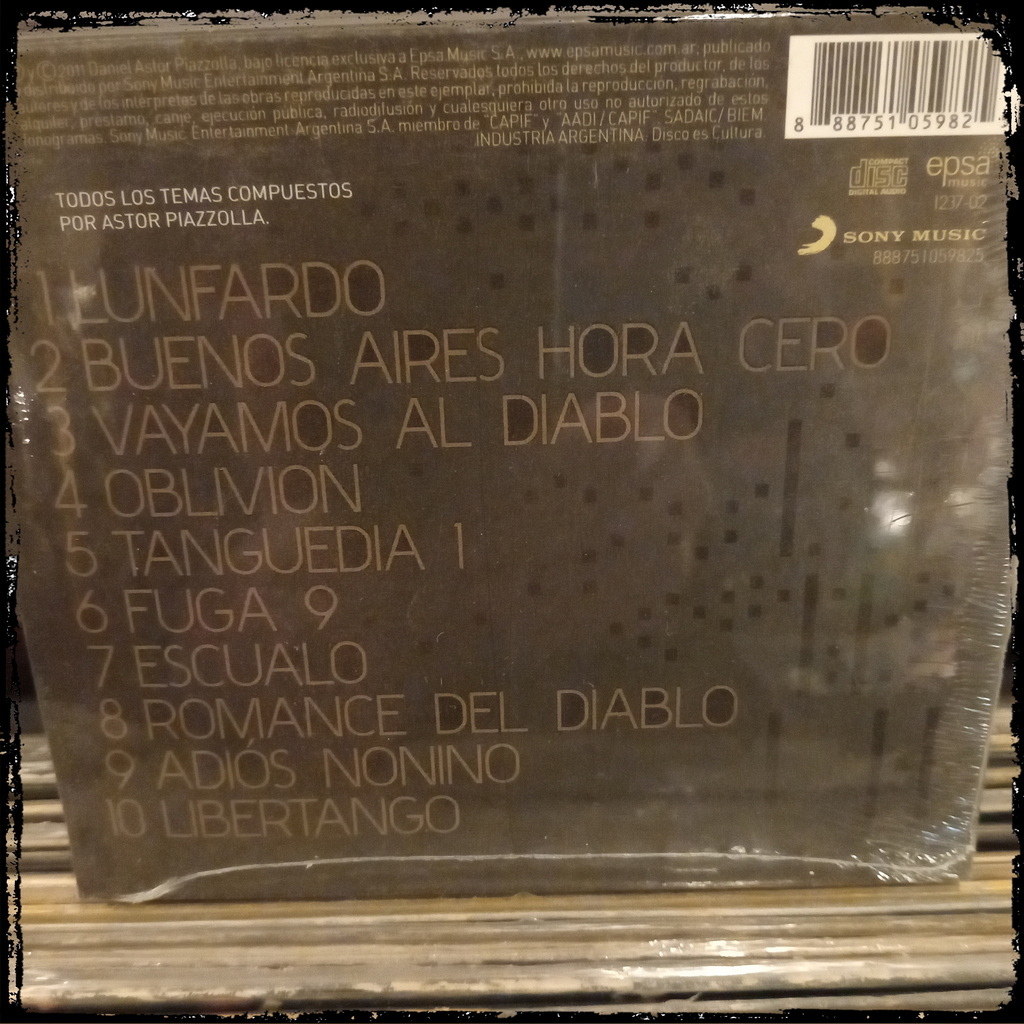 y ©2011 Daniel Astor Piazzolla, bajo licencia exclusiva a Epsa Music S.A., www.epsamusic.com.ar, publicado
distribuido por Sony Music Entertainment Argentina S.A. Reservados todos los derechos del productor, de los
autores y de los intérpretes de las obras reproducidas en este ejemplar, prohibida la reproducción, regrabación,
alquiler, préstamo, canje, ejecución pública, radiodifusión y cualesquiera otro uso no autorizado de estos
fonogramas. Sony Music Entertainment Argentina S.A. miembro de "CAPIF" y "AADI/CAPIF". SADAIC/BIEM.
INDUSTRIA ARGENTINA. Disco es Cultura.
8 88751 05982
COMPACT
disc
DIGITAL AUDIO
epsa
music
1237-02
SONY MUSIC
888751059825
TODOS LOS TEMAS COMPUESTOS
POR ASTOR PIAZZOLLA.
1 LUNFARDO
2 BUENOS AIRES HORA CERO
3 VAYAMOS AL DIABLO
4 OBLIVIÓN
5 TANGUEDIA 1
6 FUGA 9
7 ESCUALO
8 ROMANCE DEL DIABLO
9 ADIÓS NONINO
10 LIBERTANGO